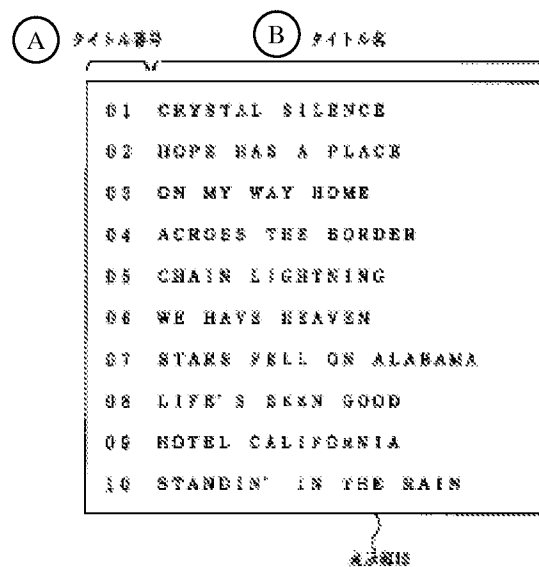 A タイトル番号 B タイトル名
01 CRYSTAL SILENCE
02 HOPE HAS A PLACE
03 ON MY WAY HOME
04 ACROSS THE BORDER
05 CHAIN LIGHTNING
06 WE HAVE HEAVEN
07 STARS FELL ON ALABAMA
08 LIFE'S BEEN GOOD
09 HOTEL CALIFORNIA
10 STANDIN' IN THE RAIN